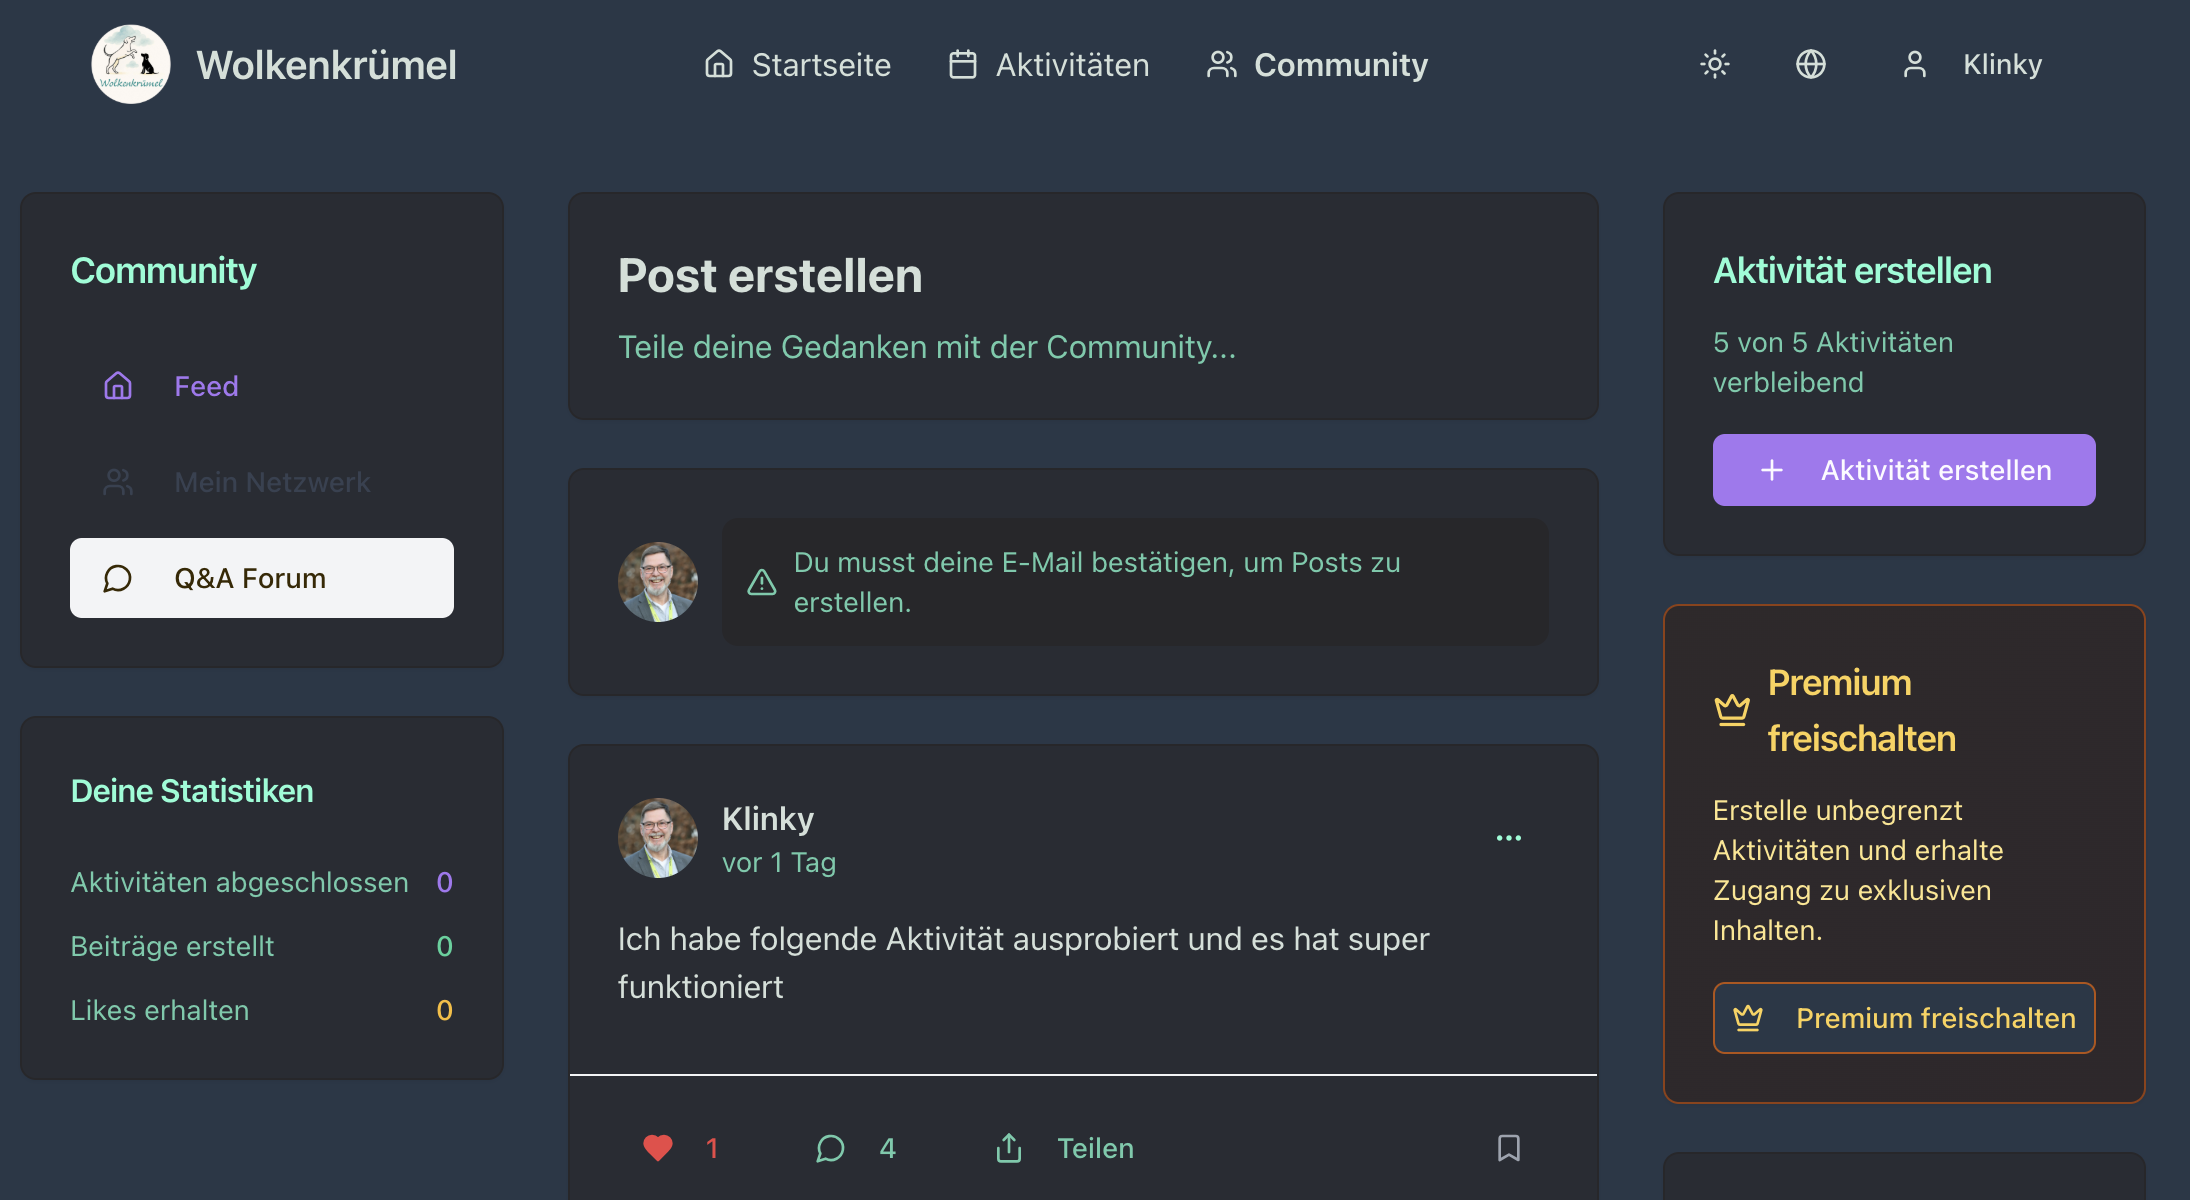 Wolkenkrümel
Wolkenkrümel
Startseite
Aktivitäten
Community
Klinky
Community
Feed
Mein Netzwerk
Q&A Forum
Deine Statistiken
Aktivitäten abgeschlossen 0
Beiträge erstellt 0
Likes erhalten 0
Post erstellen
Teile deine Gedanken mit der Community...
Du musst deine E-Mail bestätigen, um Posts zu
erstellen.
Klinky
vor 1 Tag
Ich habe folgende Aktivität ausprobiert und es hat super
funktioniert
1 4 Teilen
Aktivität erstellen
5 von 5 Aktivitäten
verbleibend
Aktivität erstellen
Premium
freischalten
Erstelle unbegrenzt
Aktivitäten und erhalte
Zugang zu exklusiven
Inhalten.
Premium freischalten